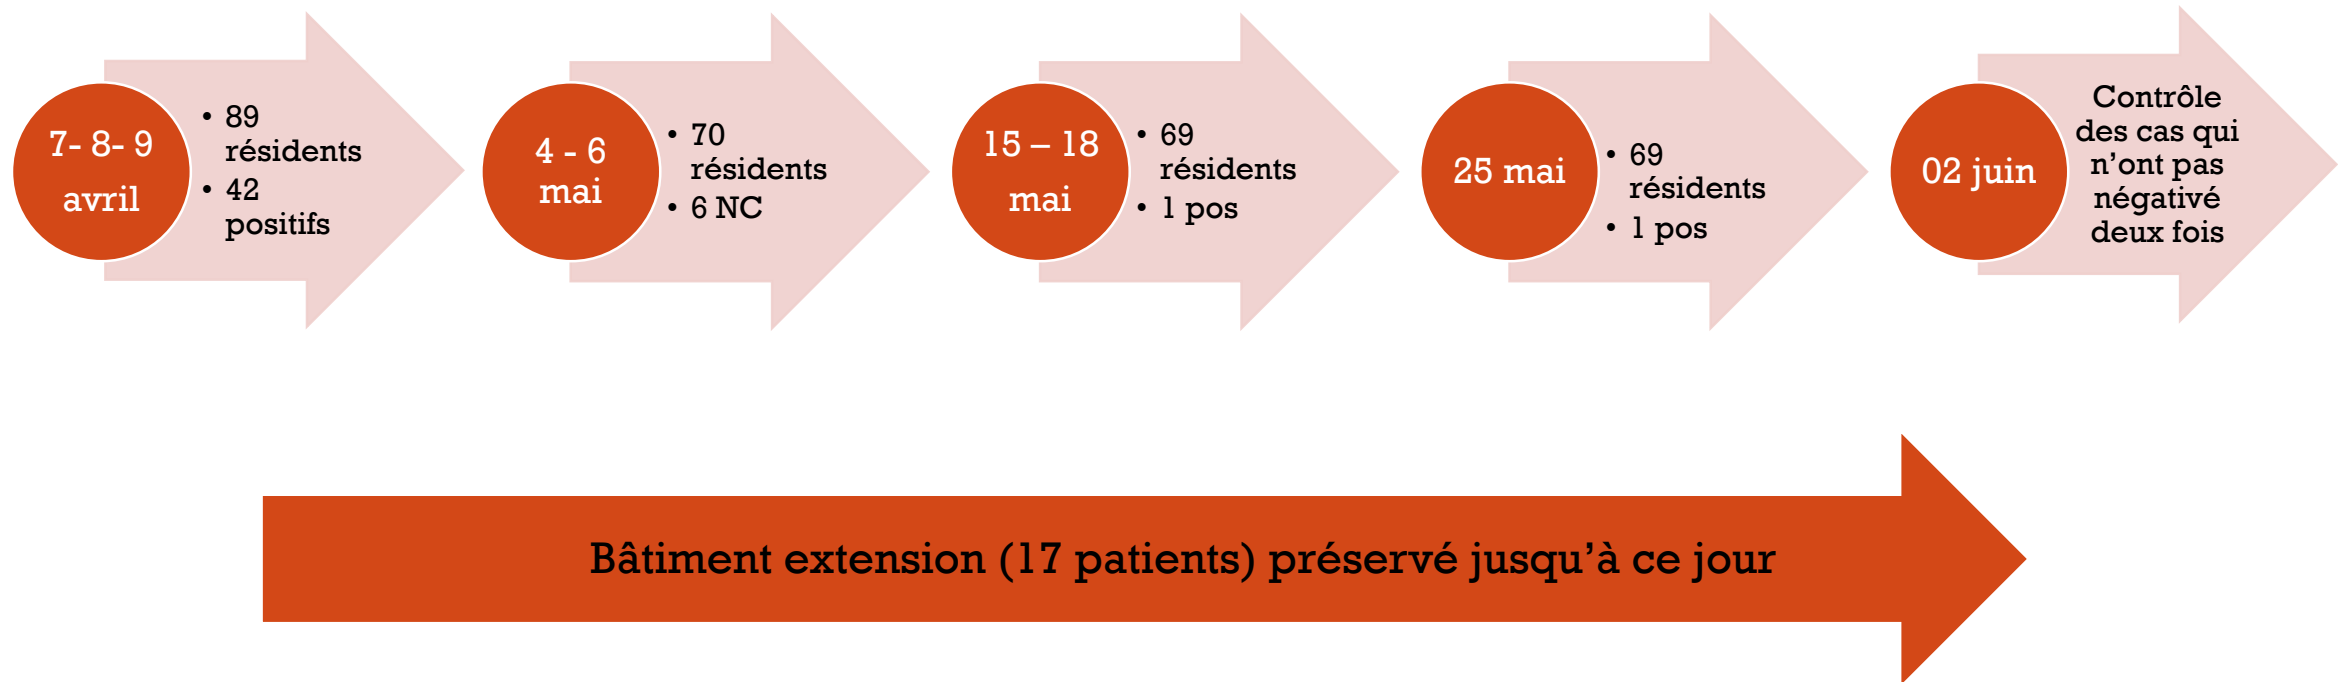 7- 8- 9
avril
• 89
résidents
• 42
positifs
4 - 6
mai
• 70
résidents
• 6 NC
15 – 18
mai
• 69
résidents
• 1 pos
25 mai
• 69
résidents
• 1 pos
02 juin
Contrôle
des cas qui
n’ont pas
négativé
deux fois
Bâtiment extension (17 patients) préservé jusqu’à ce jour